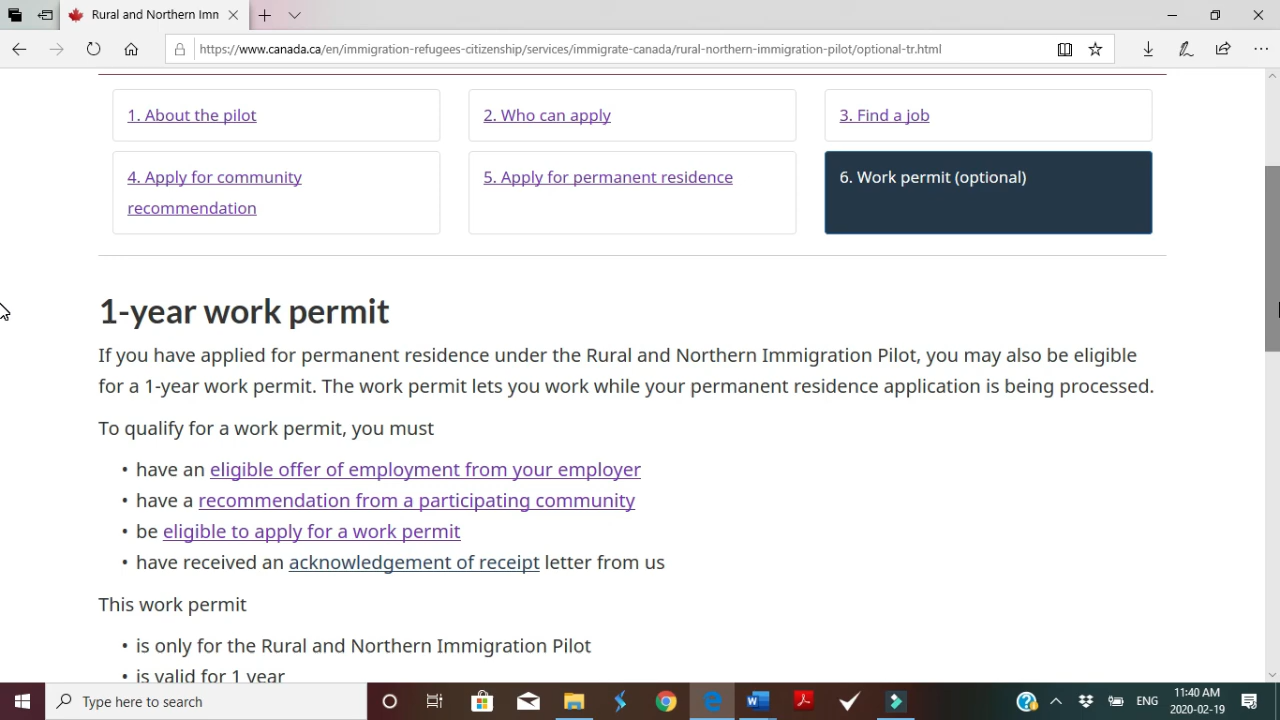 Rural and Northern Imn
https://www.canada.ca/en/immigration-refugees-citizenship/services/immigrate-canada/rural-northern-immigration-pilot/optional-tr.html
1. About the pilot
2. Who can apply
3. Find a job
4. Apply for community
recommendation
5. Apply for permanent residence
6. Work permit (optional)
1-year work permit
If you have applied for permanent residence under the Rural and Northern Immigration Pilot, you may also be eligible
for a 1-year work permit. The work permit lets you work while your permanent residence application is being processed.
To qualify for a work permit, you must
• have an eligible offer of employment from your employer
• have a recommendation from a participating community
• be eligible to apply for a work permit
• have received an acknowledgement of receipt letter from us
This work permit
• is only for the Rural and Northern Immigration Pilot
• is valid for 1 year
Type here to search
ENG
11:40 AM
2020-02-19